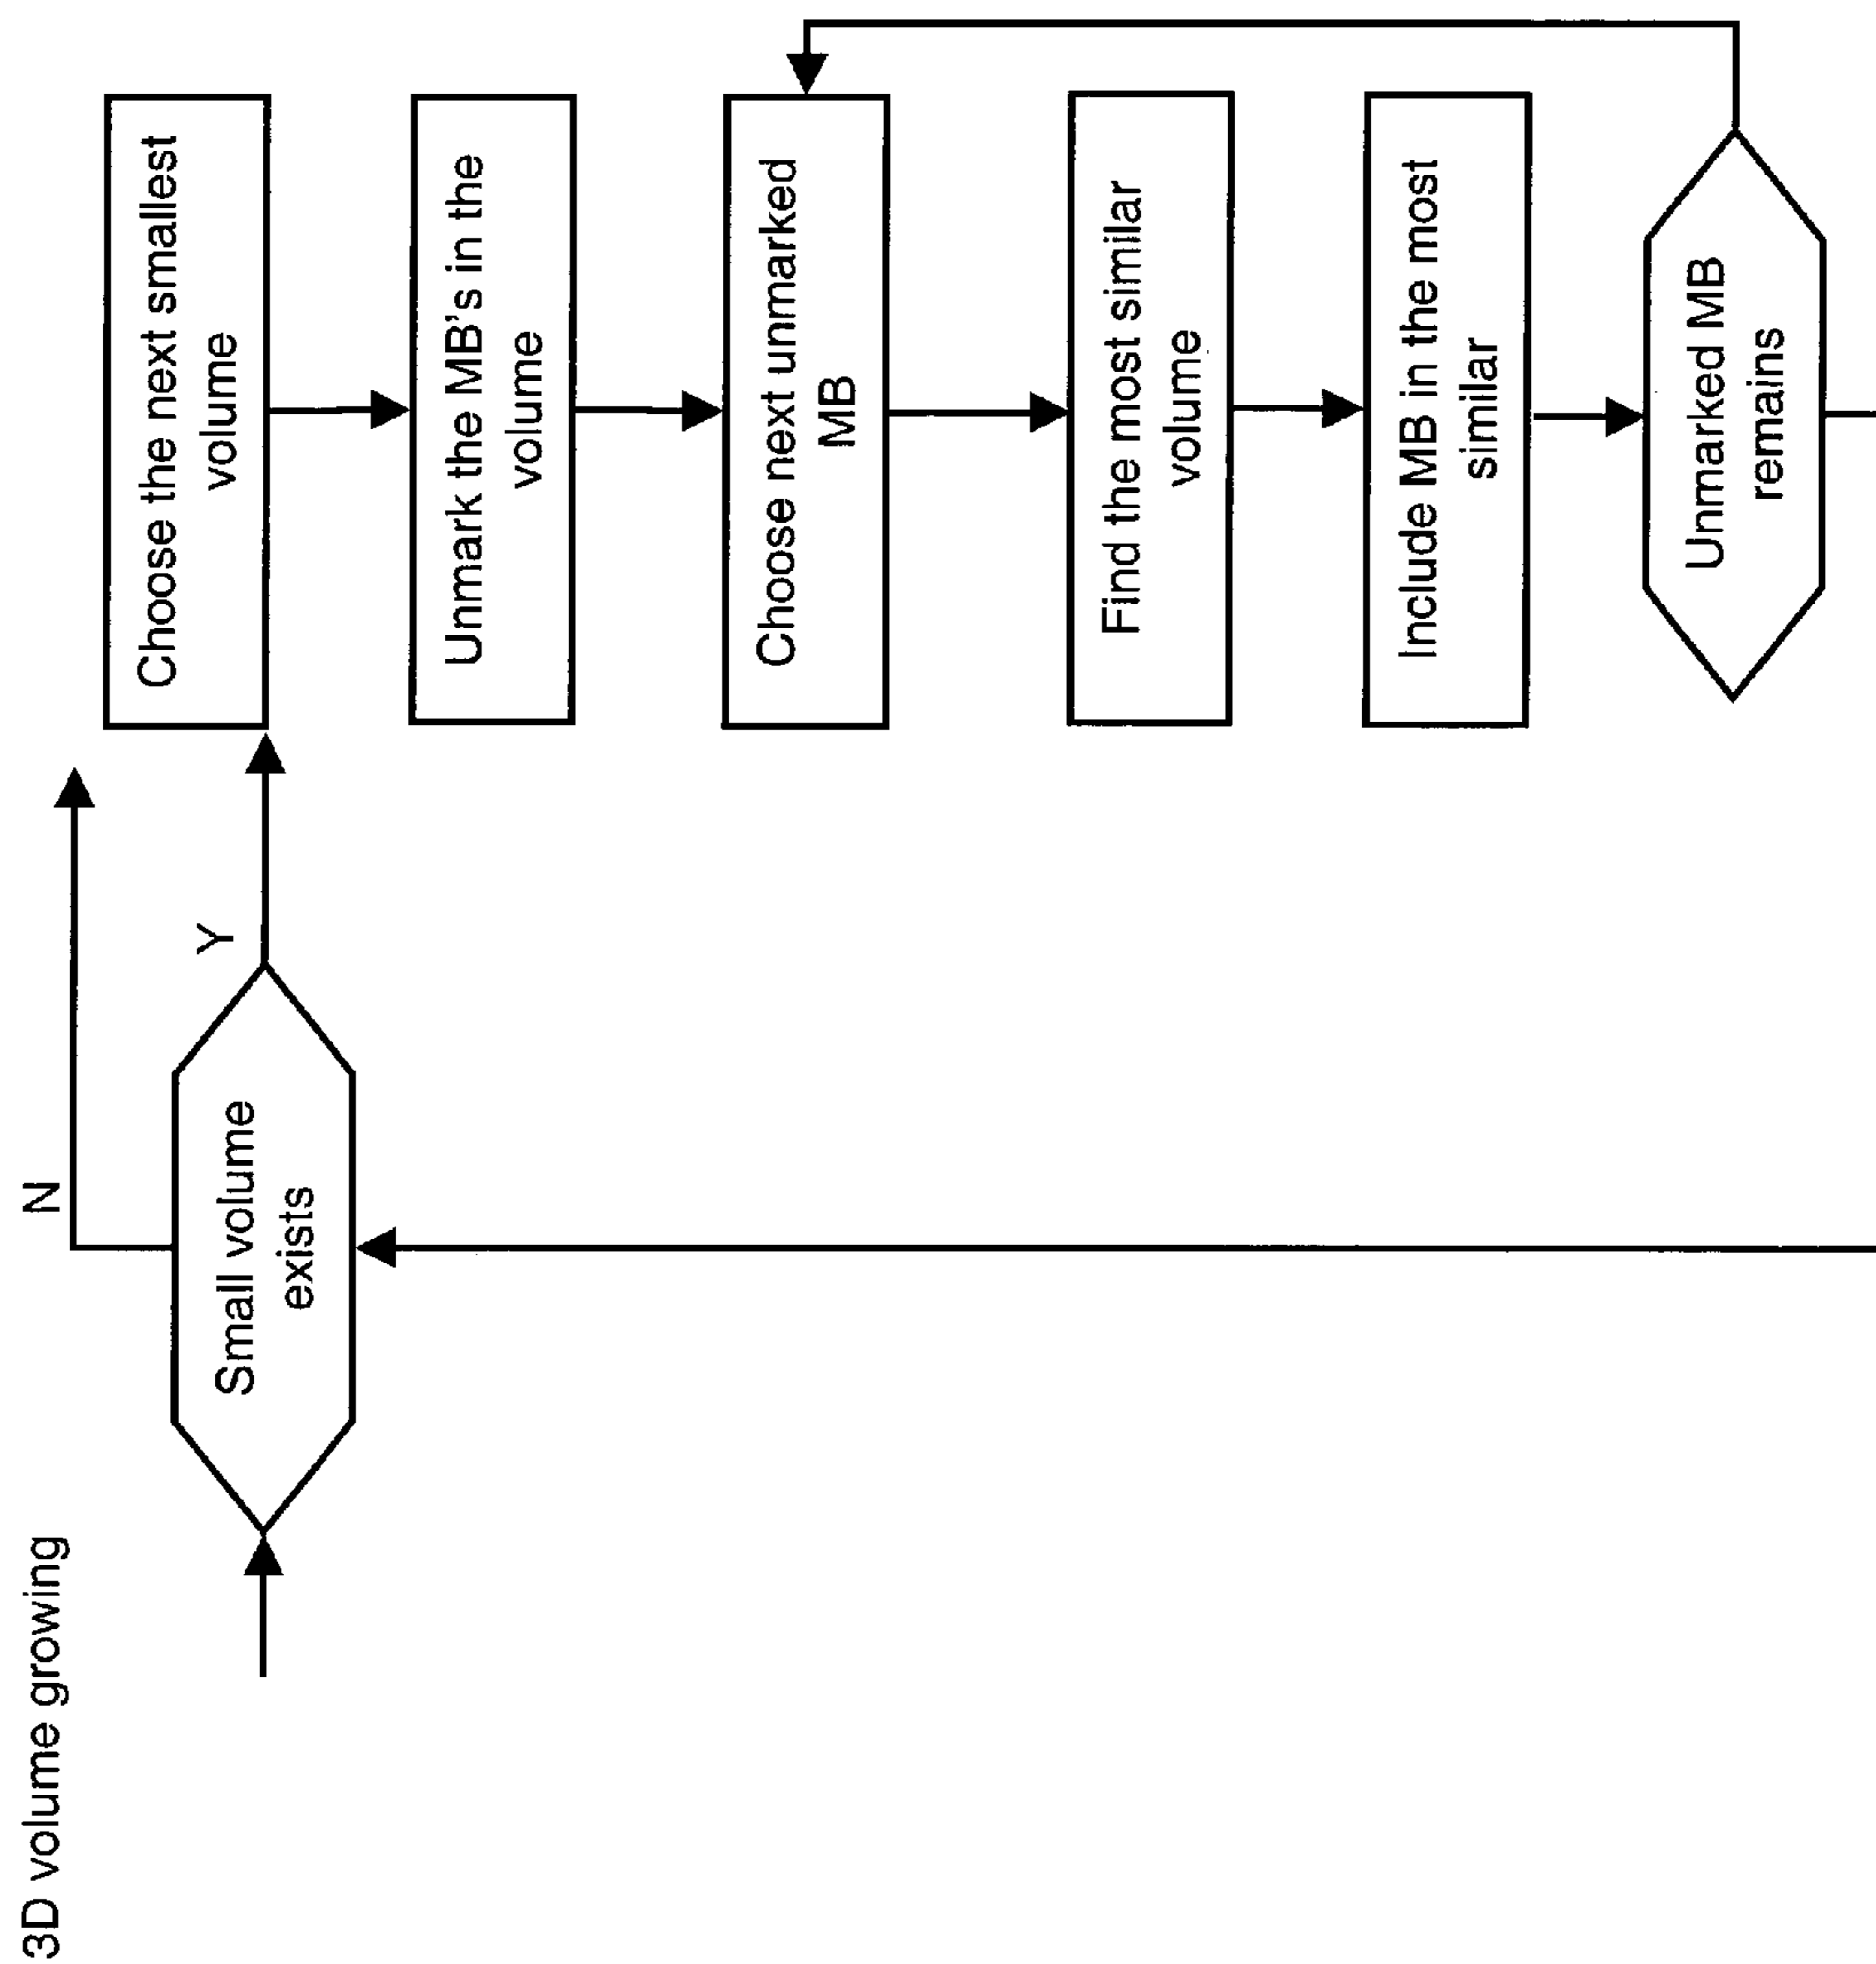 3D volume growing
N
Small volume
exists
Y
Choose the next smallest
volume
Unmark the MB's in the
volume
Choose next unmarked
MB
Find the most similar
volume
Include MB in the most
similar
Unmarked MB
remains